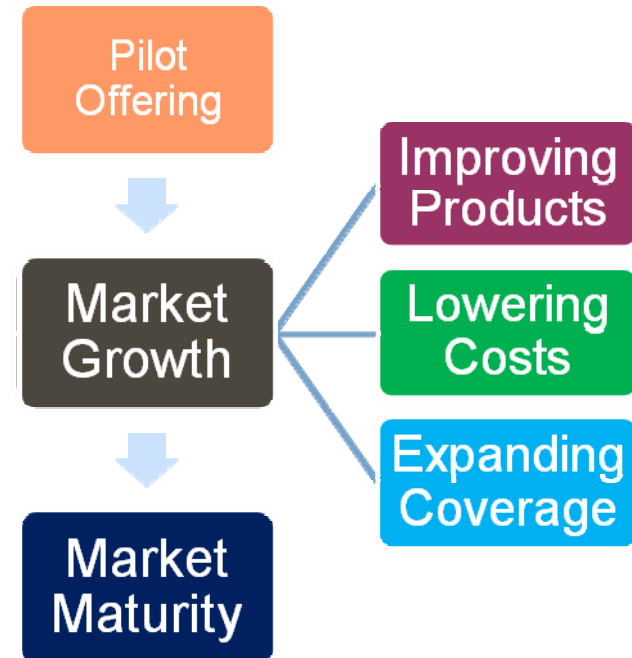 Pilot
Offering
Market
Growth
Market
Maturity
Improving
Products
Lowering
Costs
Expanding
Coverage